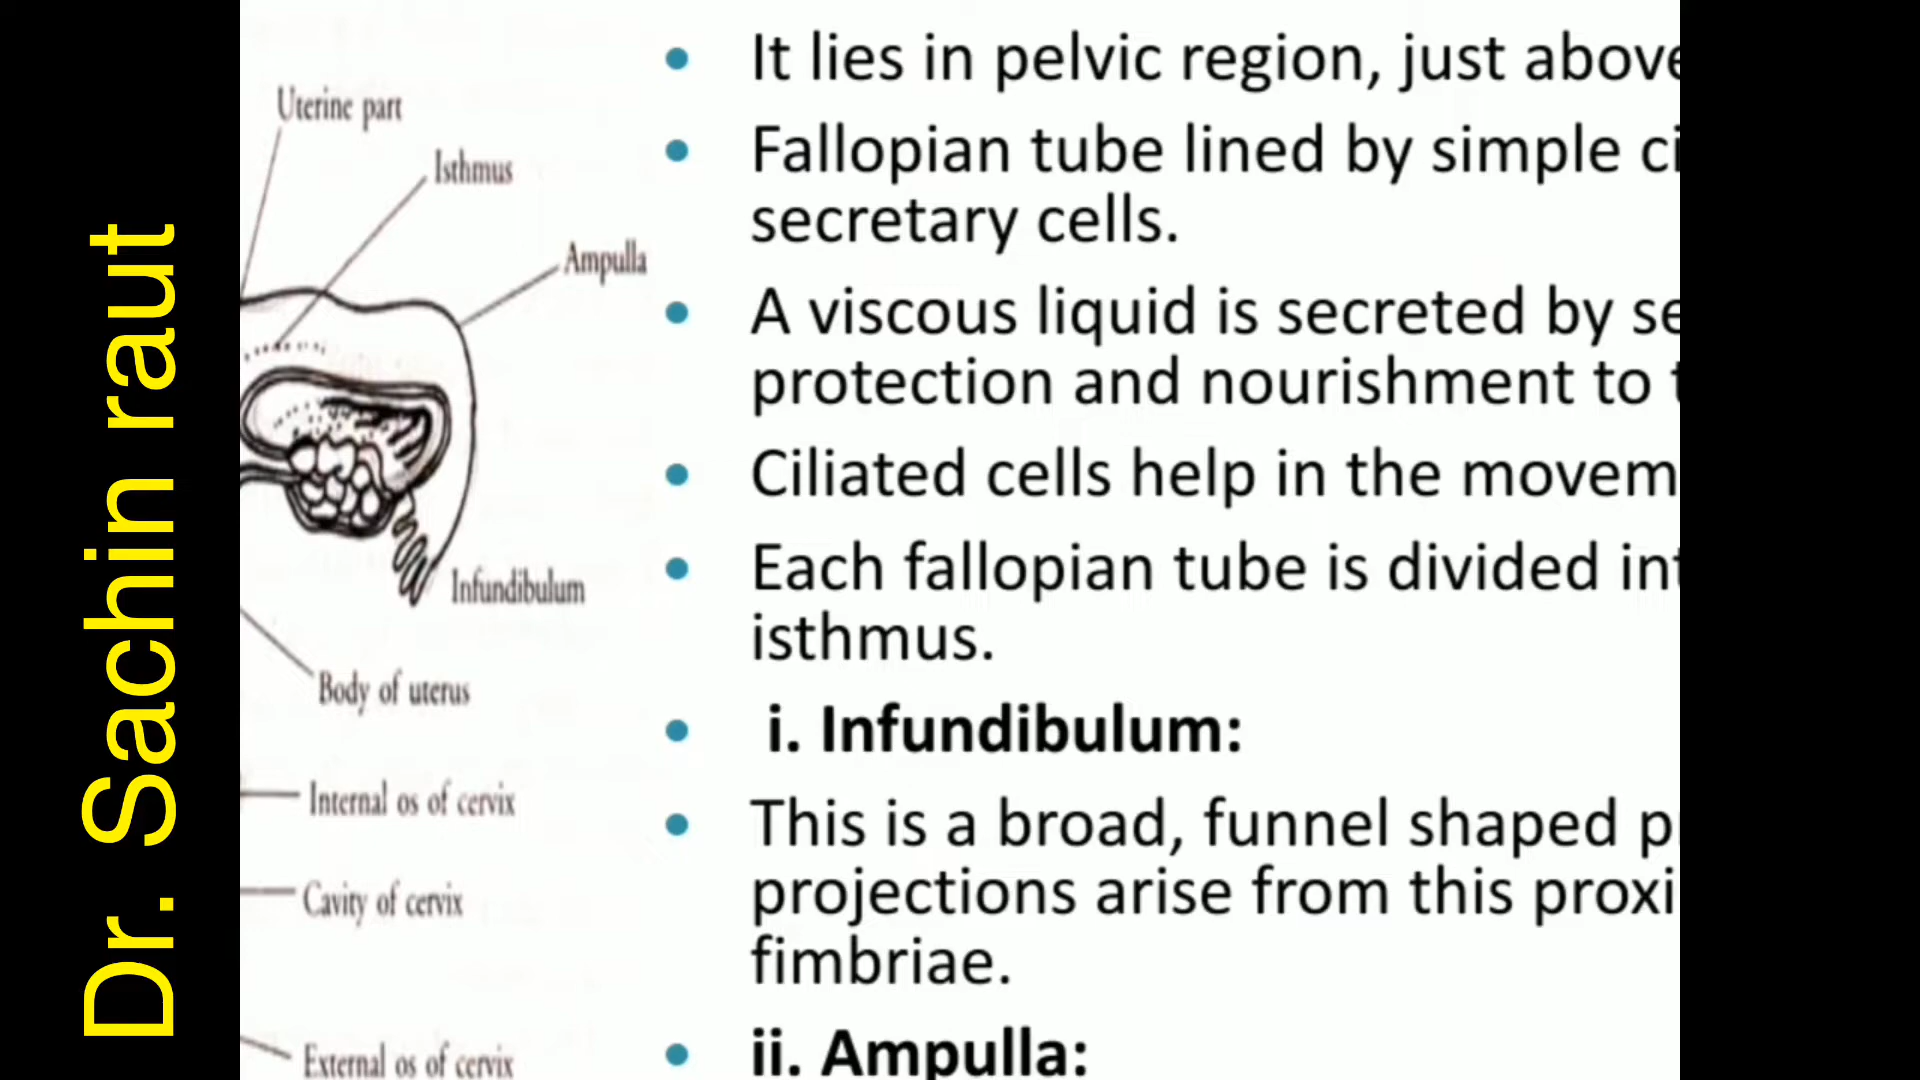 Dr. Sachin raut
Uterine part
Isthmus
Ampulla
Infundibulum
Body of uterus
Internal os of cervix
Cavity of cervix
External os of cervix
• It lies in pelvic region, just above
• Fallopian tube lined by simple ci
secretary cells.
• A viscous liquid is secreted by se
protection and nourishment to t
• Ciliated cells help in the movem
• Each fallopian tube is divided int
isthmus.
• i. Infundibulum:
• This is a broad, funnel shaped p
projections arise from this proxi
fimbriae.
• ii. Ampulla: